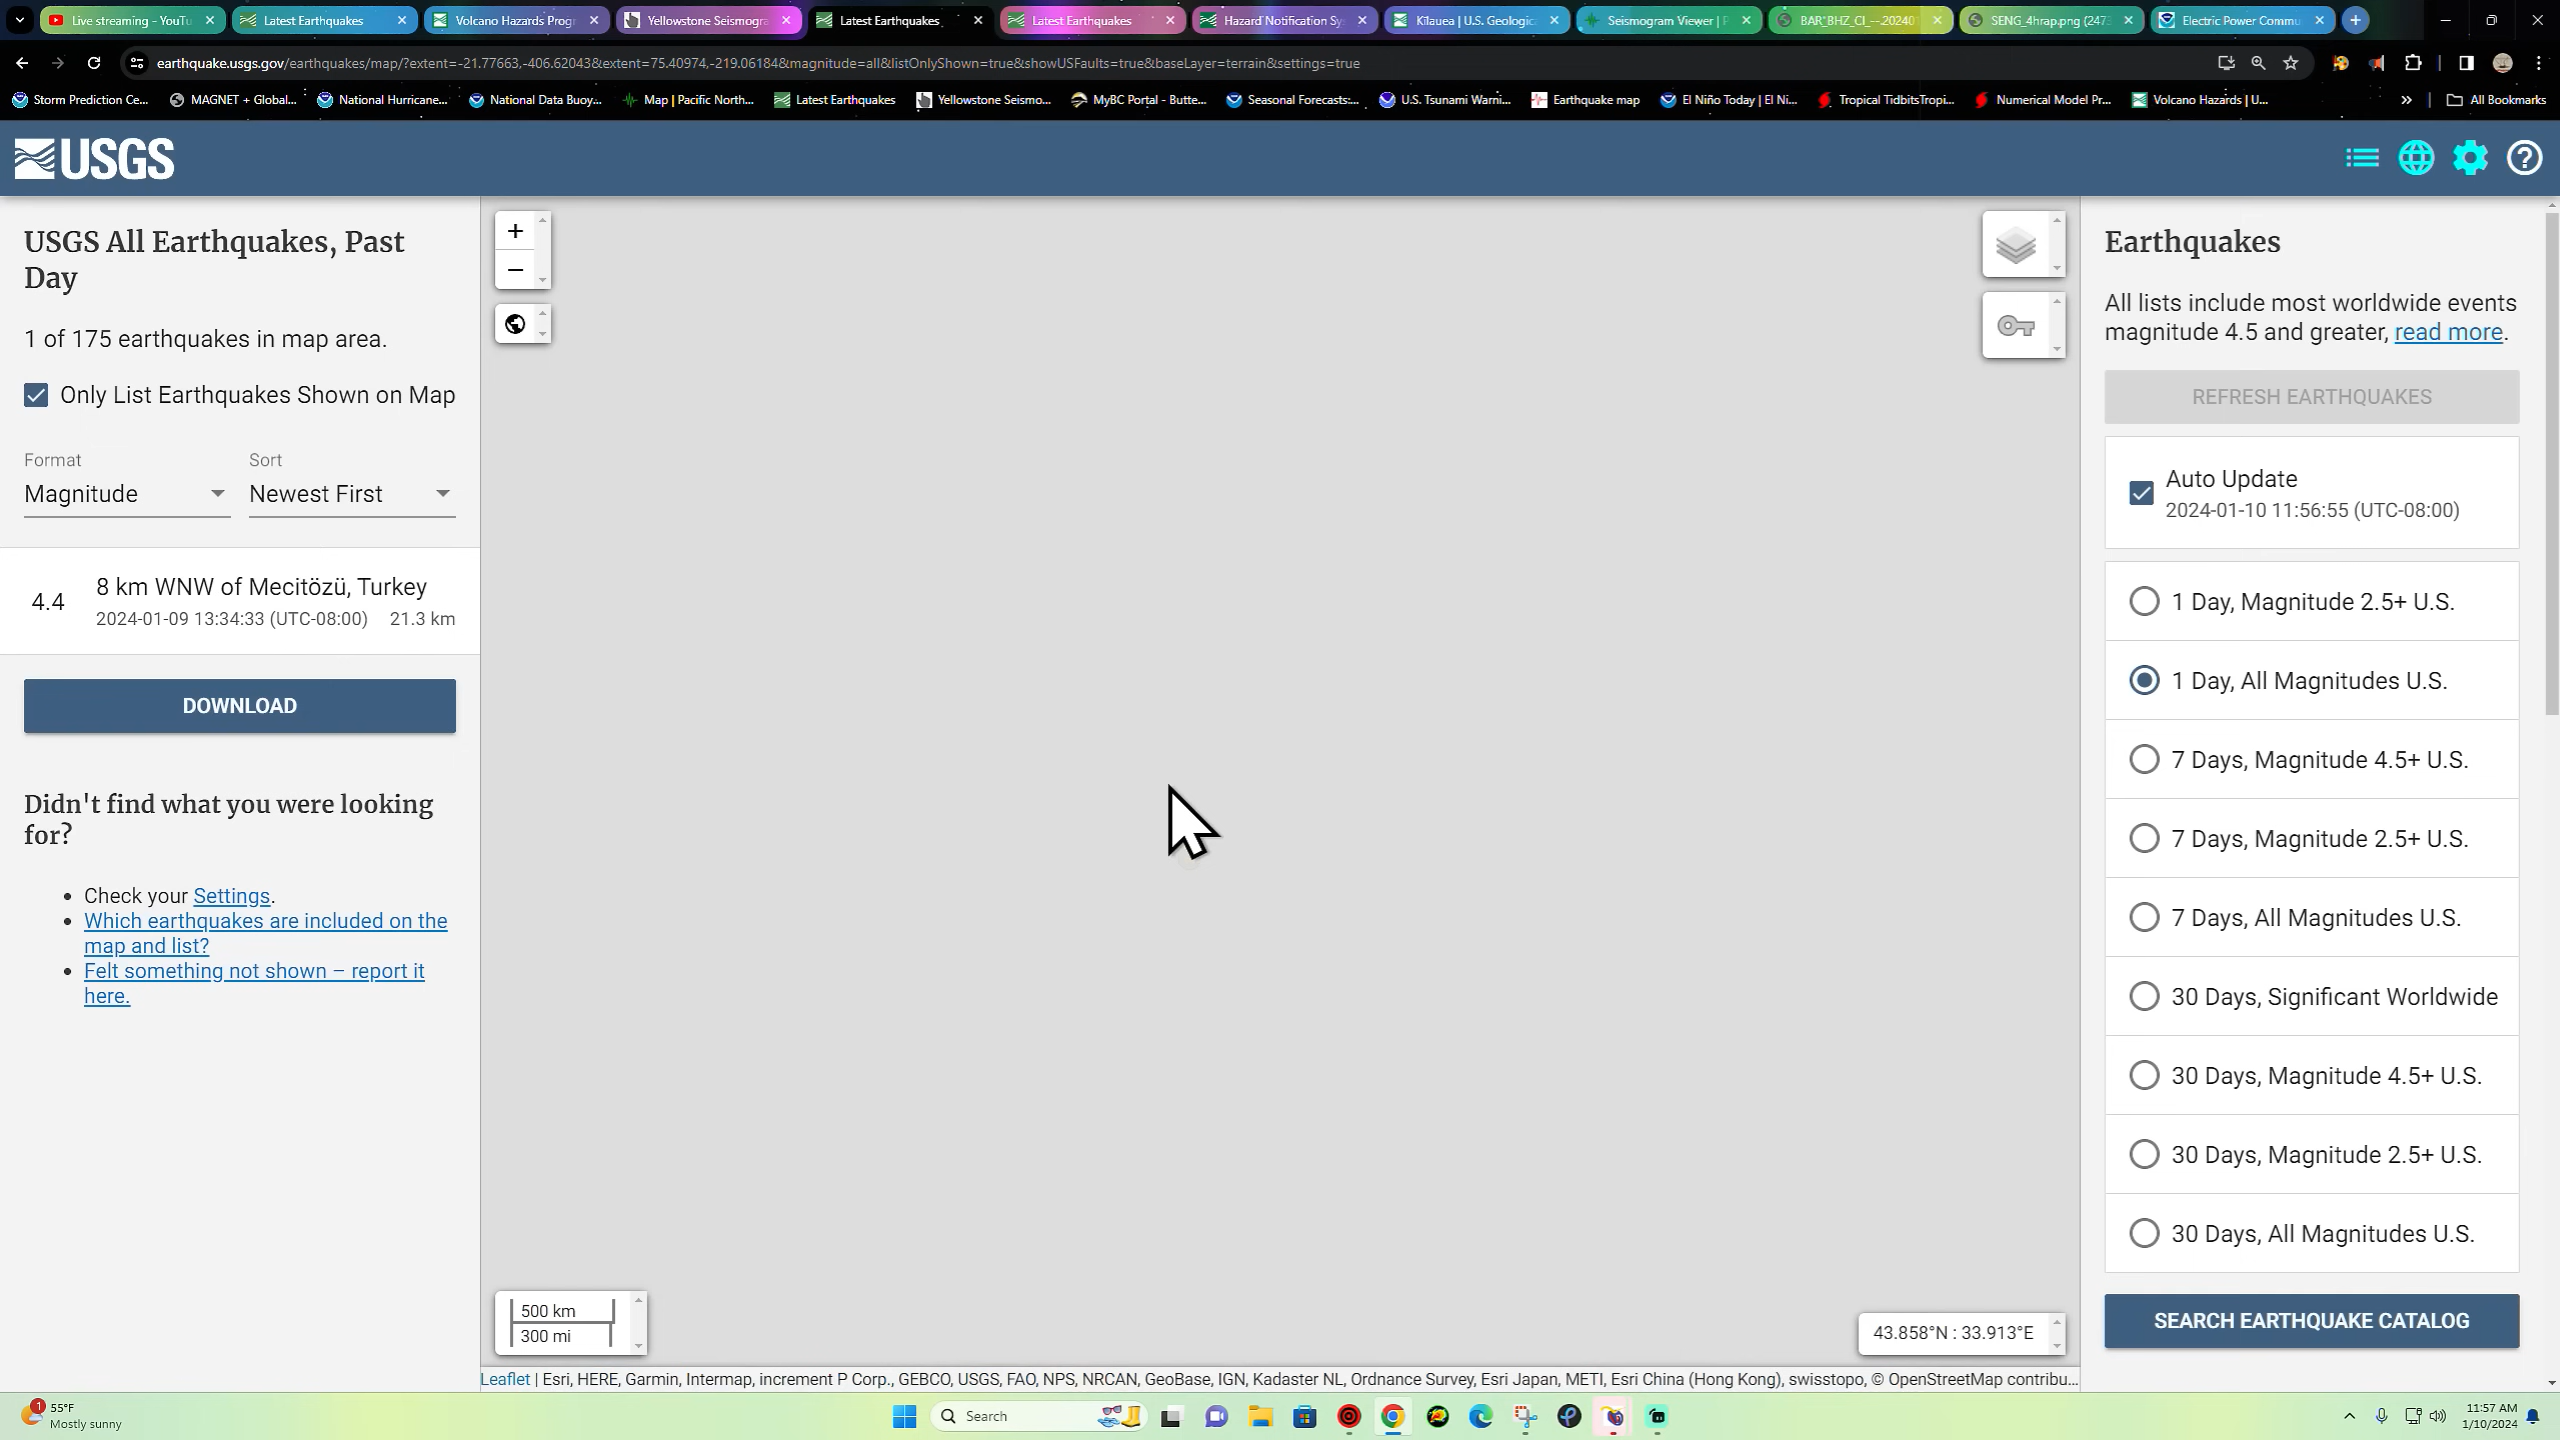 Live streaming - YouTu
Latest Earthquakes
Volcano Hazards Prog
Yellowstone Seismogra
Latest Earthquakes
Latest Earthquakes
Hazard Notification Sy
Kīlauea | U.S. Geologic
Seismogram Viewer | P
BAR_BHZ_CI_--.20240
SENG_4hrap.png (247
Electric Power Commu
earthquake.usgs.gov/earthquakes/map/?extent=-21.77663,-406.62043&extent=75.40974,-219.06184&magnitude=all&listOnlyShown=true&showUSFaults=true&baseLayer=terrain&settings=true
Storm Prediction Ce...
MAGNET + Global...
National Hurricane...
National Data Buoy...
Map | Pacific North...
Latest Earthquakes
Yellowstone Seismo...
MyBC Portal - Butte...
Seasonal Forecasts:...
U.S. Tsunami Warni...
Earthquake map
El Niño Today | El Ni...
Tropical TidbitsTropi...
Numerical Model Pr...
Volcano Hazards | U...
All Bookmarks
USGS
USGS All Earthquakes, Past
Day
1 of 175 earthquakes in map area.
Only List Earthquakes Shown on Map
Format
Sort
Magnitude
Newest First
4.4
8 km WNW of Mecitözü, Turkey
2024-01-09 13:34:33 (UTC-08:00) 21.3 km
DOWNLOAD
Didn't find what you were looking
for?
Check your Settings.
Which earthquakes are included on the
map and list?
Felt something not shown – report it
here.
+
−
500 km
300 mi
43.858°N : 33.913°E
Leaflet | Esri, HERE, Garmin, Intermap, increment P Corp., GEBCO, USGS, FAO, NPS, NRCAN, GeoBase, IGN, Kadaster NL, Ordnance Survey, Esri Japan, METI, Esri China (Hong Kong), swisstopo, © OpenStreetMap contribu...
Earthquakes
All lists include most worldwide events
magnitude 4.5 and greater, read more.
REFRESH EARTHQUAKES
Auto Update
2024-01-10 11:56:55 (UTC-08:00)
1 Day, Magnitude 2.5+ U.S.
1 Day, All Magnitudes U.S.
7 Days, Magnitude 4.5+ U.S.
7 Days, Magnitude 2.5+ U.S.
7 Days, All Magnitudes U.S.
30 Days, Significant Worldwide
30 Days, Magnitude 4.5+ U.S.
30 Days, Magnitude 2.5+ U.S.
30 Days, All Magnitudes U.S.
SEARCH EARTHQUAKE CATALOG
1
55°F
Mostly sunny
Search
11:57 AM
1/10/2024